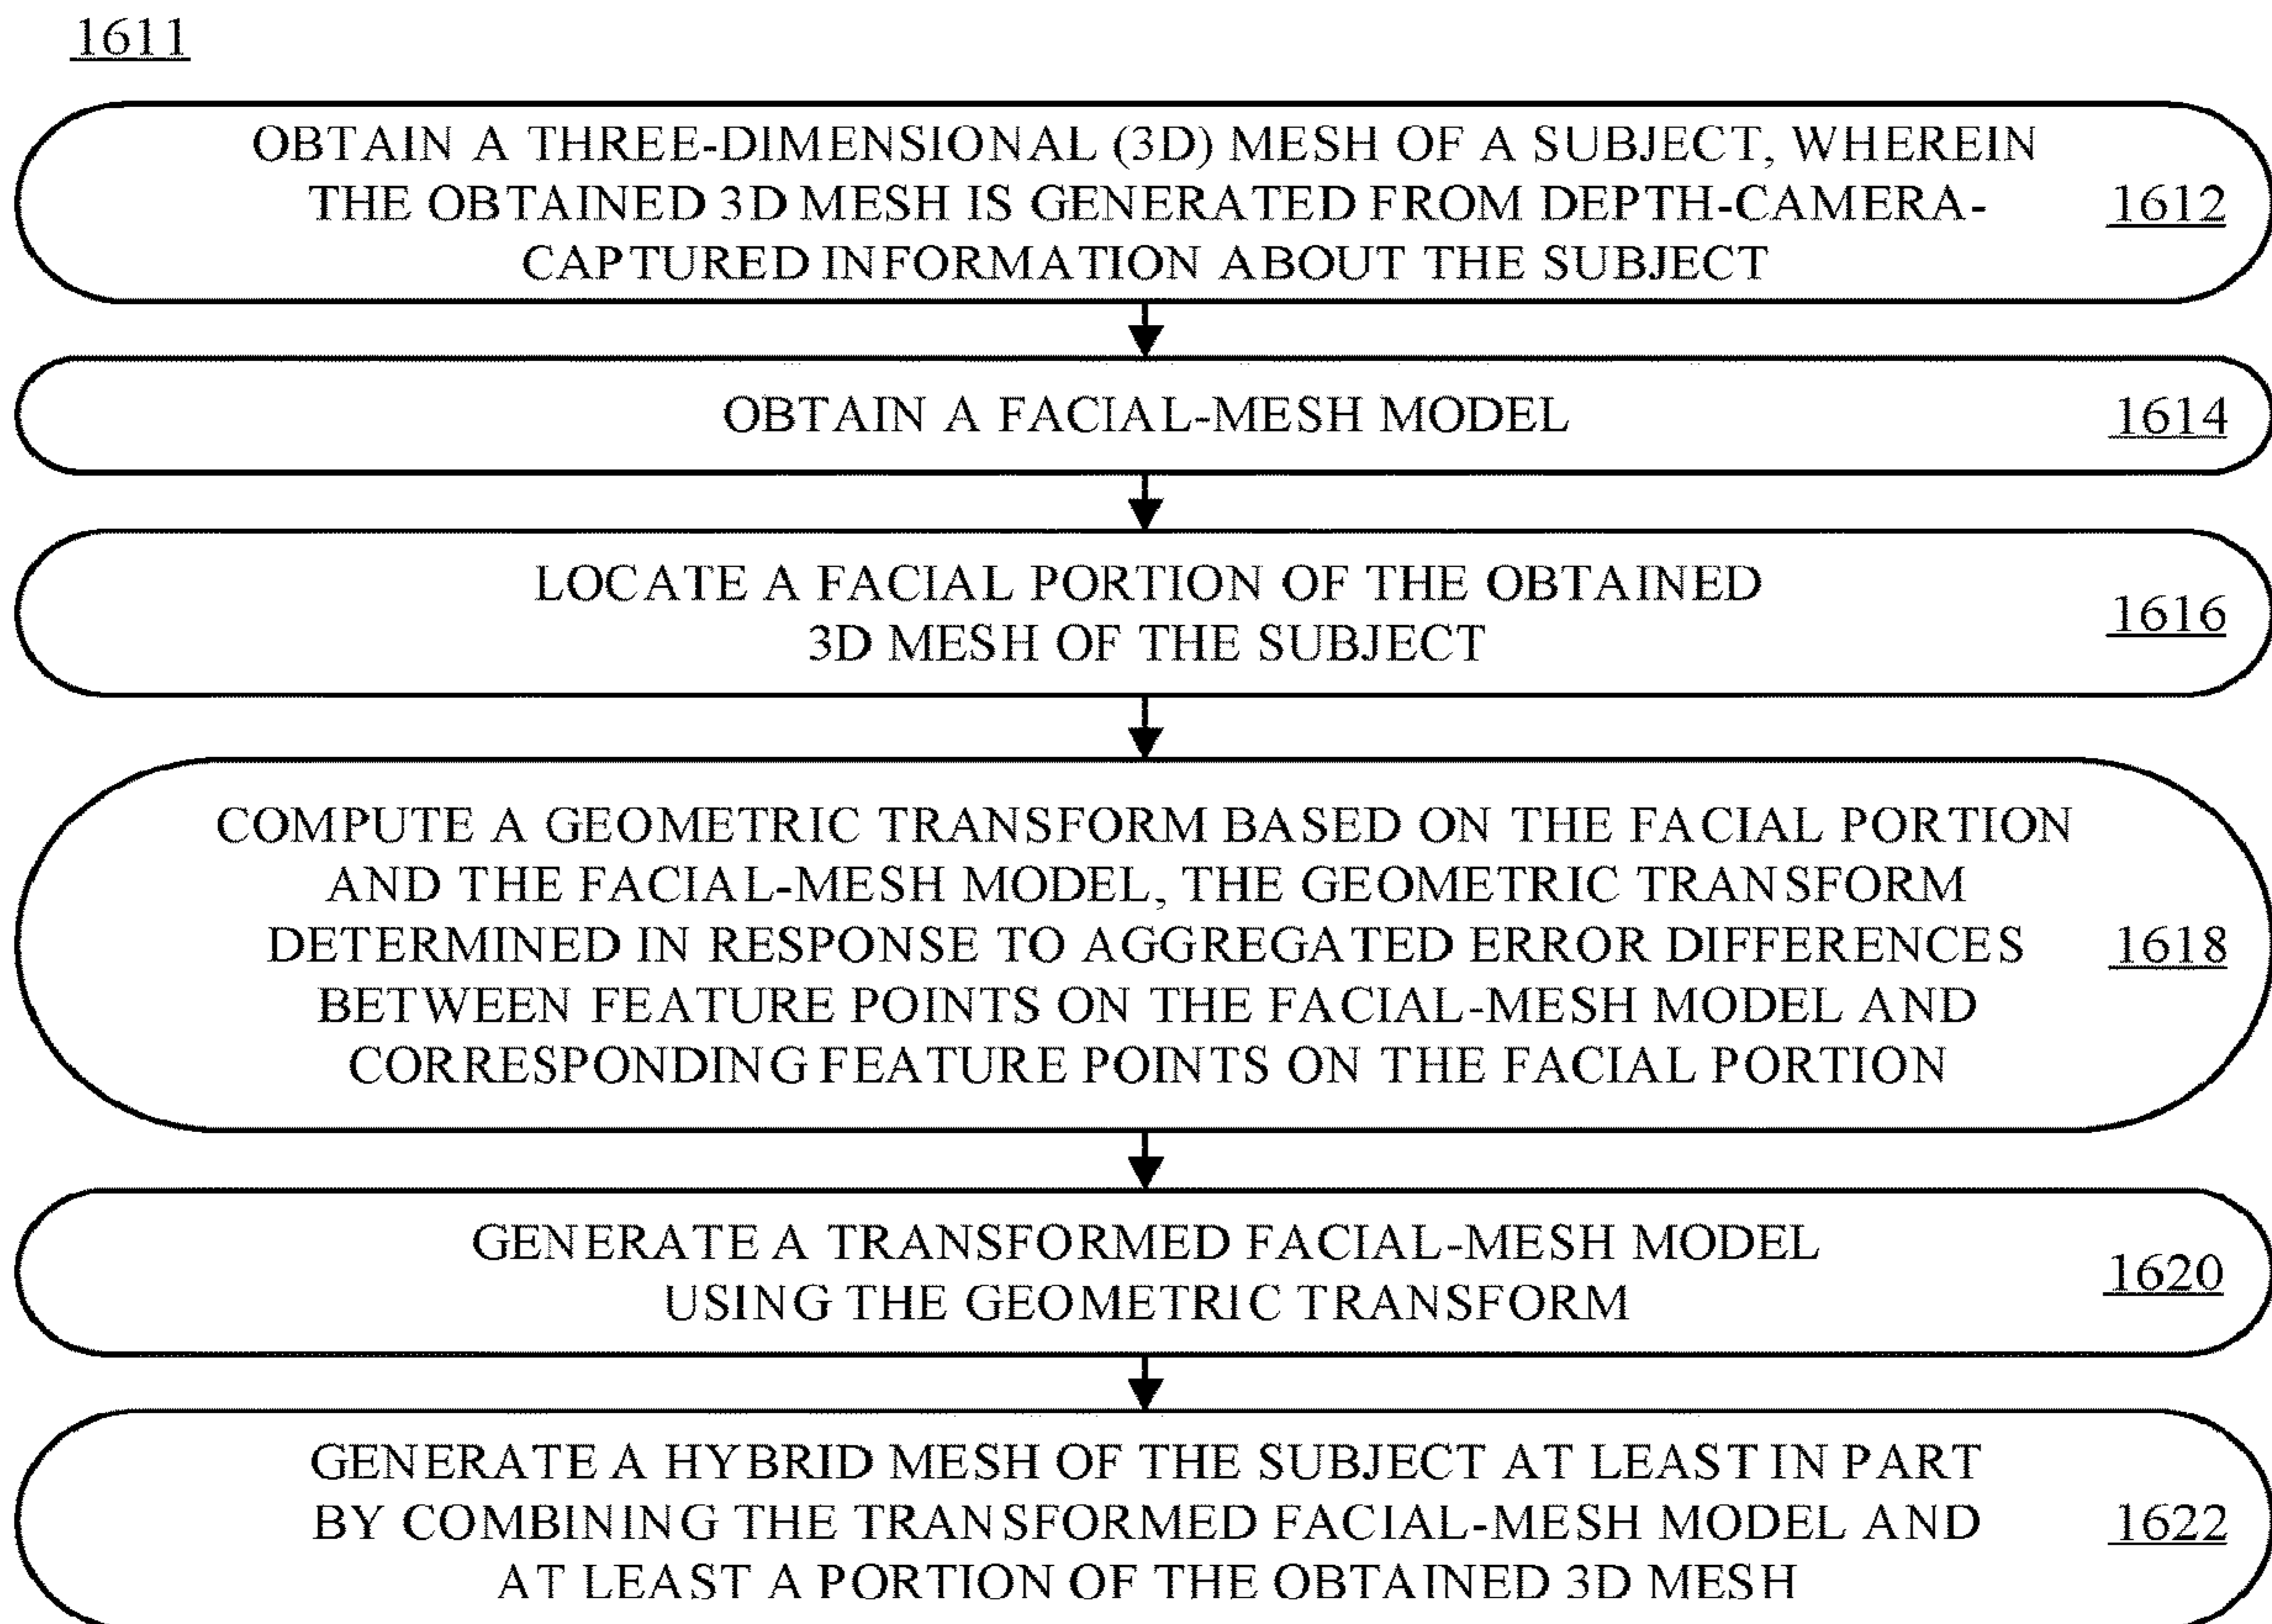 1611
OBTAIN A THREE-DIMENSIONAL (3D) MESH OF A SUBJECT, WHEREIN
THE OBTAINED 3D MESH IS GENERATED FROM DEPTH-CAMERA-
CAPTURED INFORMATION ABOUT THE SUBJECT
1612
OBTAIN A FACIAL-MESH MODEL
1614
LOCATE A FACIAL PORTION OF THE OBTAINED
3D MESH OF THE SUBJECT
1616
COMPUTE A GEOMETRIC TRANSFORM BASED ON THE FACIAL PORTION
AND THE FACIAL-MESH MODEL, THE GEOMETRIC TRANSFORM
DETERMINED IN RESPONSE TO AGGREGATED ERROR DIFFERENCES
BETWEEN FEATURE POINTS ON THE FACIAL-MESH MODEL AND
CORRESPONDING FEATURE POINTS ON THE FACIAL PORTION
1618
GENERATE A TRANSFORMED FACIAL-MESH MODEL
USING THE GEOMETRIC TRANSFORM
1620
GENERATE A HYBRID MESH OF THE SUBJECT AT LEAST IN PART
BY COMBINING THE TRANSFORMED FACIAL-MESH MODEL AND
AT LEAST A PORTION OF THE OBTAINED 3D MESH
1622